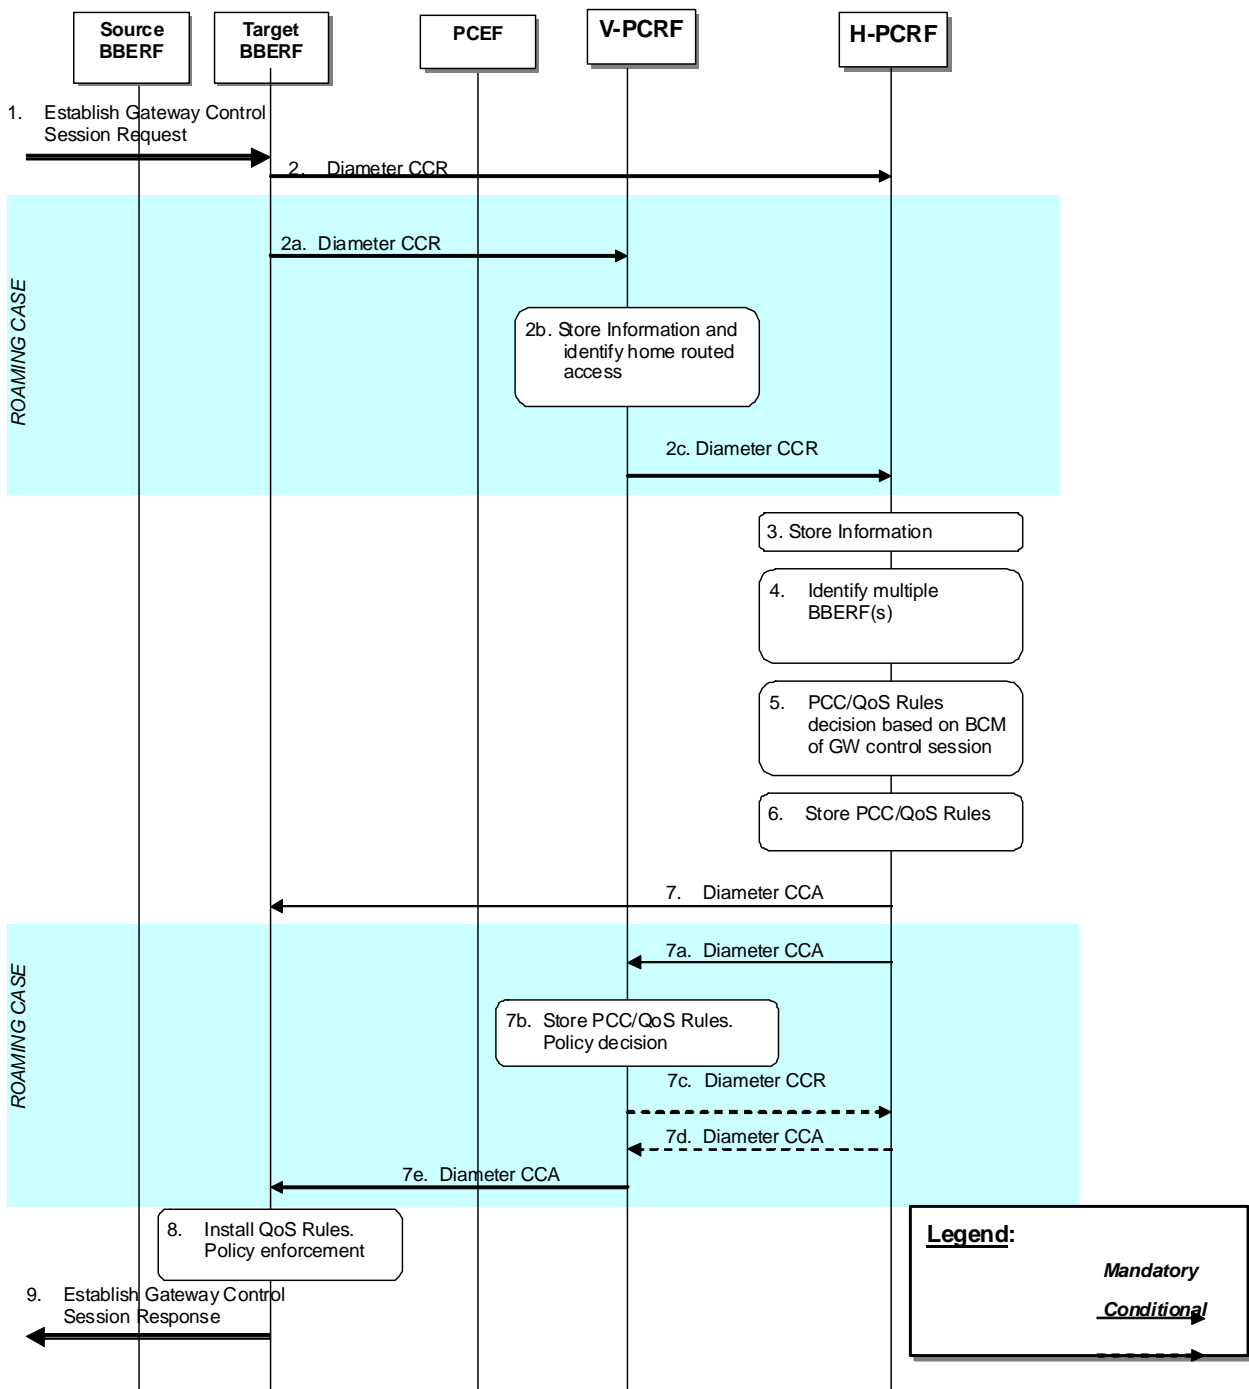 Source
BBERF
Target
BBERF
PCEF
V-PCRF
H-PCRF
1. Establish Gateway Control
Session Request
2. Diameter CCR
ROAMING CASE
2a. Diameter CCR
2b. Store Information and
identify home routed
access
2c. Diameter CCR
3. Store Information
4. Identify multiple
BBERF(s)
5. PCC/QoS Rules
decision based on BCM
of GW control session
6. Store PCC/QoS Rules
7. Diameter CCA
ROAMING CASE
7a. Diameter CCA
7b. Store PCC/QoS Rules.
Policy decision
7c. Diameter CCR
7d. Diameter CCA
7e. Diameter CCA
8. Install QoS Rules.
Policy enforcement
9. Establish Gateway Control
Session Response
Legend:
Mandatory
Conditional